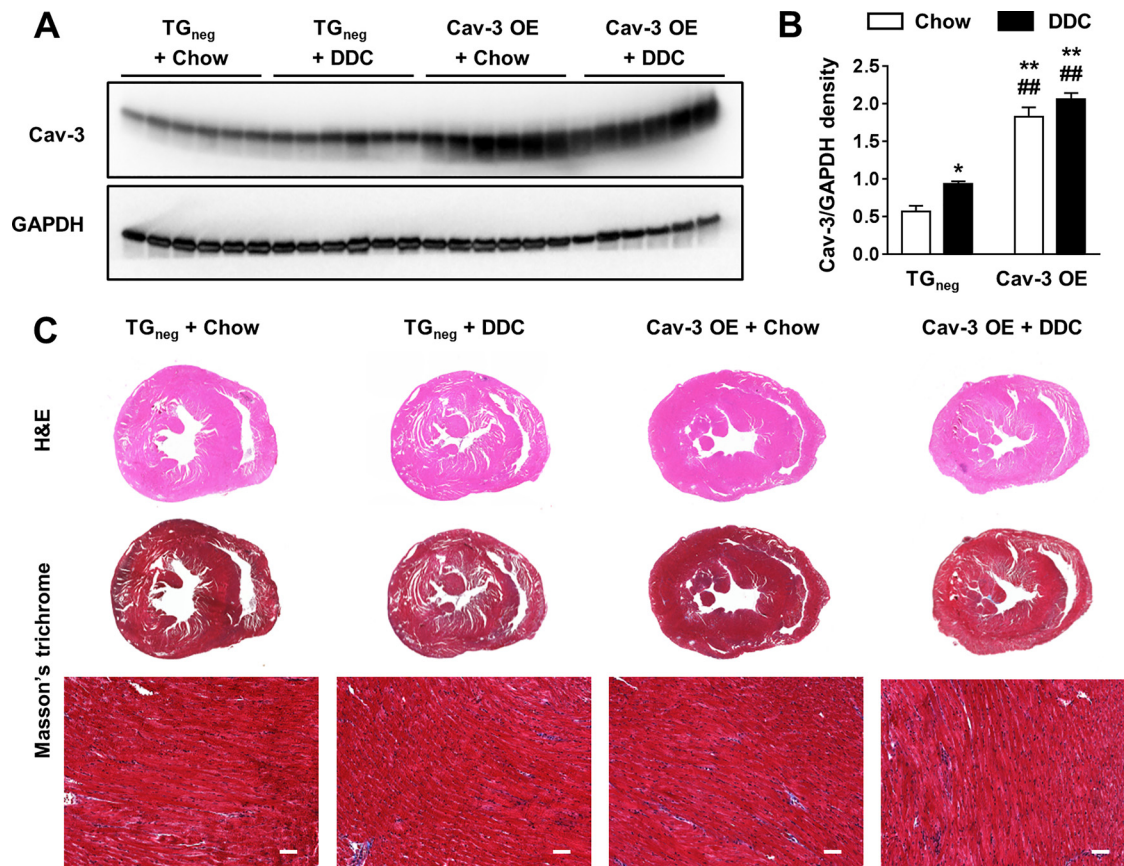 A
TGneg
+ Chow
TGneg
+ DDC
Cav-3 OE
+ Chow
Cav-3 OE
+ DDC
Cav-3
GAPDH
B
Chow
DDC
Cav-3/GAPDH density
2.5
2.0
1.5
1.0
0.5
0.0
*
**
##
**
##
TGneg
Cav-3 OE
C
TGneg + Chow
TGneg + DDC
Cav-3 OE + Chow
Cav-3 OE + DDC
H&E
Masson's trichrome